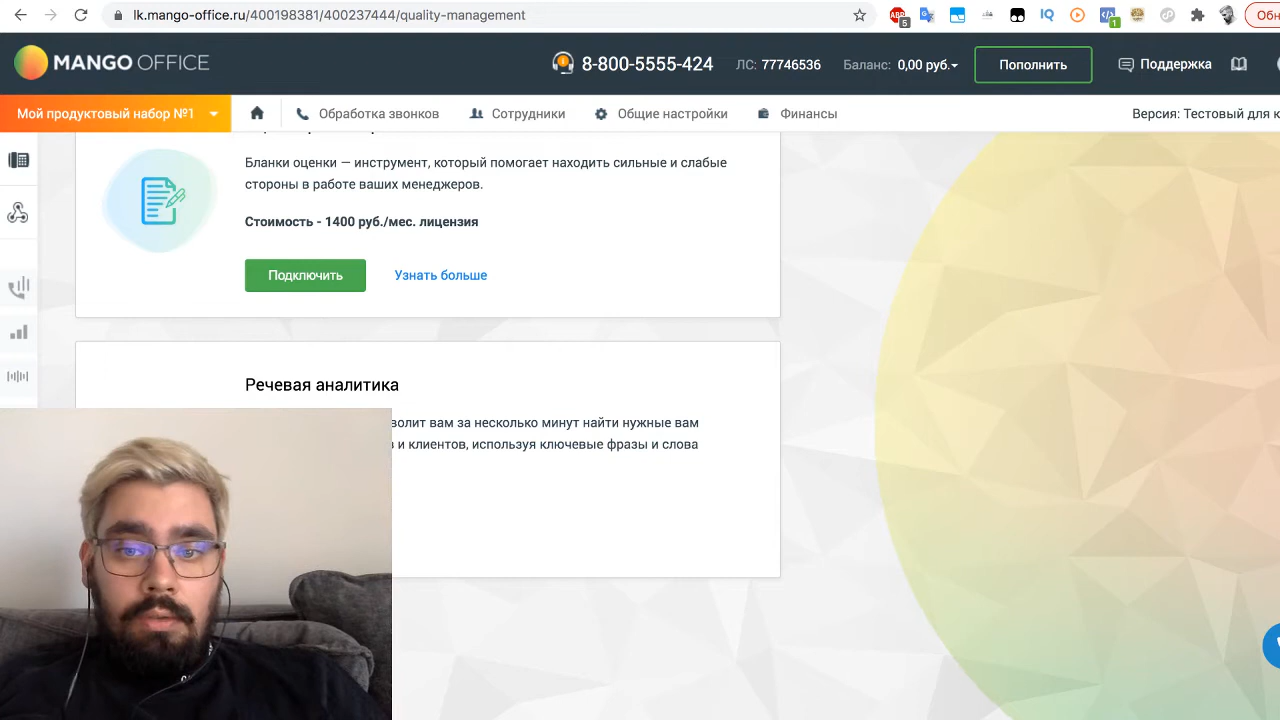 lk.mango-office.ru/400198381/400237444/quality-management
5
1
IQ
MANGO OFFICE
8-800-5555-424
ЛС: 77746536
Баланс: 0,00 руб.
Пополнить
Поддержка
Мой продуктовый набор №1
Обработка звонков
Сотрудники
Общие настройки
Финансы
Версия: Тестовый для к
Бланки оценки — инструмент, который помогает находить сильные и слабые
стороны в работе ваших менеджеров.
Стоимость - 1400 руб./мес. лицензия
Подключить
Узнать больше
Речевая аналитика
волит вам за несколько минут найти нужные вам
и клиентов, используя ключевые фразы и слова